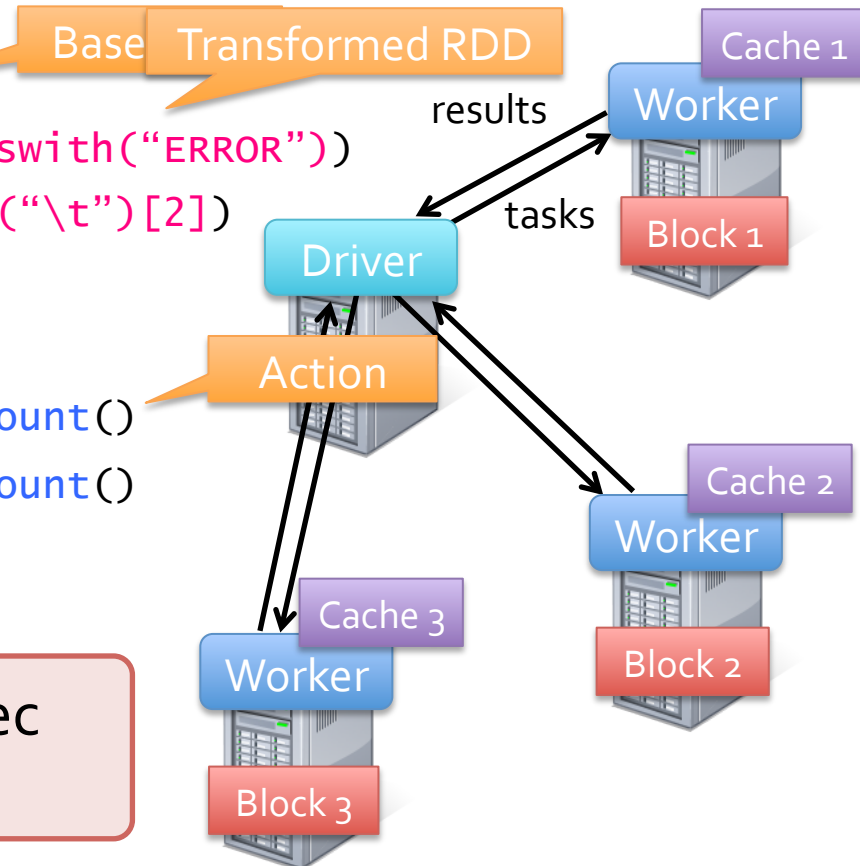 Base
Transformed RDD
Cache 1
Worker
results
swith(“ERROR”))
tasks
(“\t”)[2])
Block 1
Driver
Action
ount()
ount()
Cache 2
Worker
Cache 3
Block 2
Worker
ec
Block 3